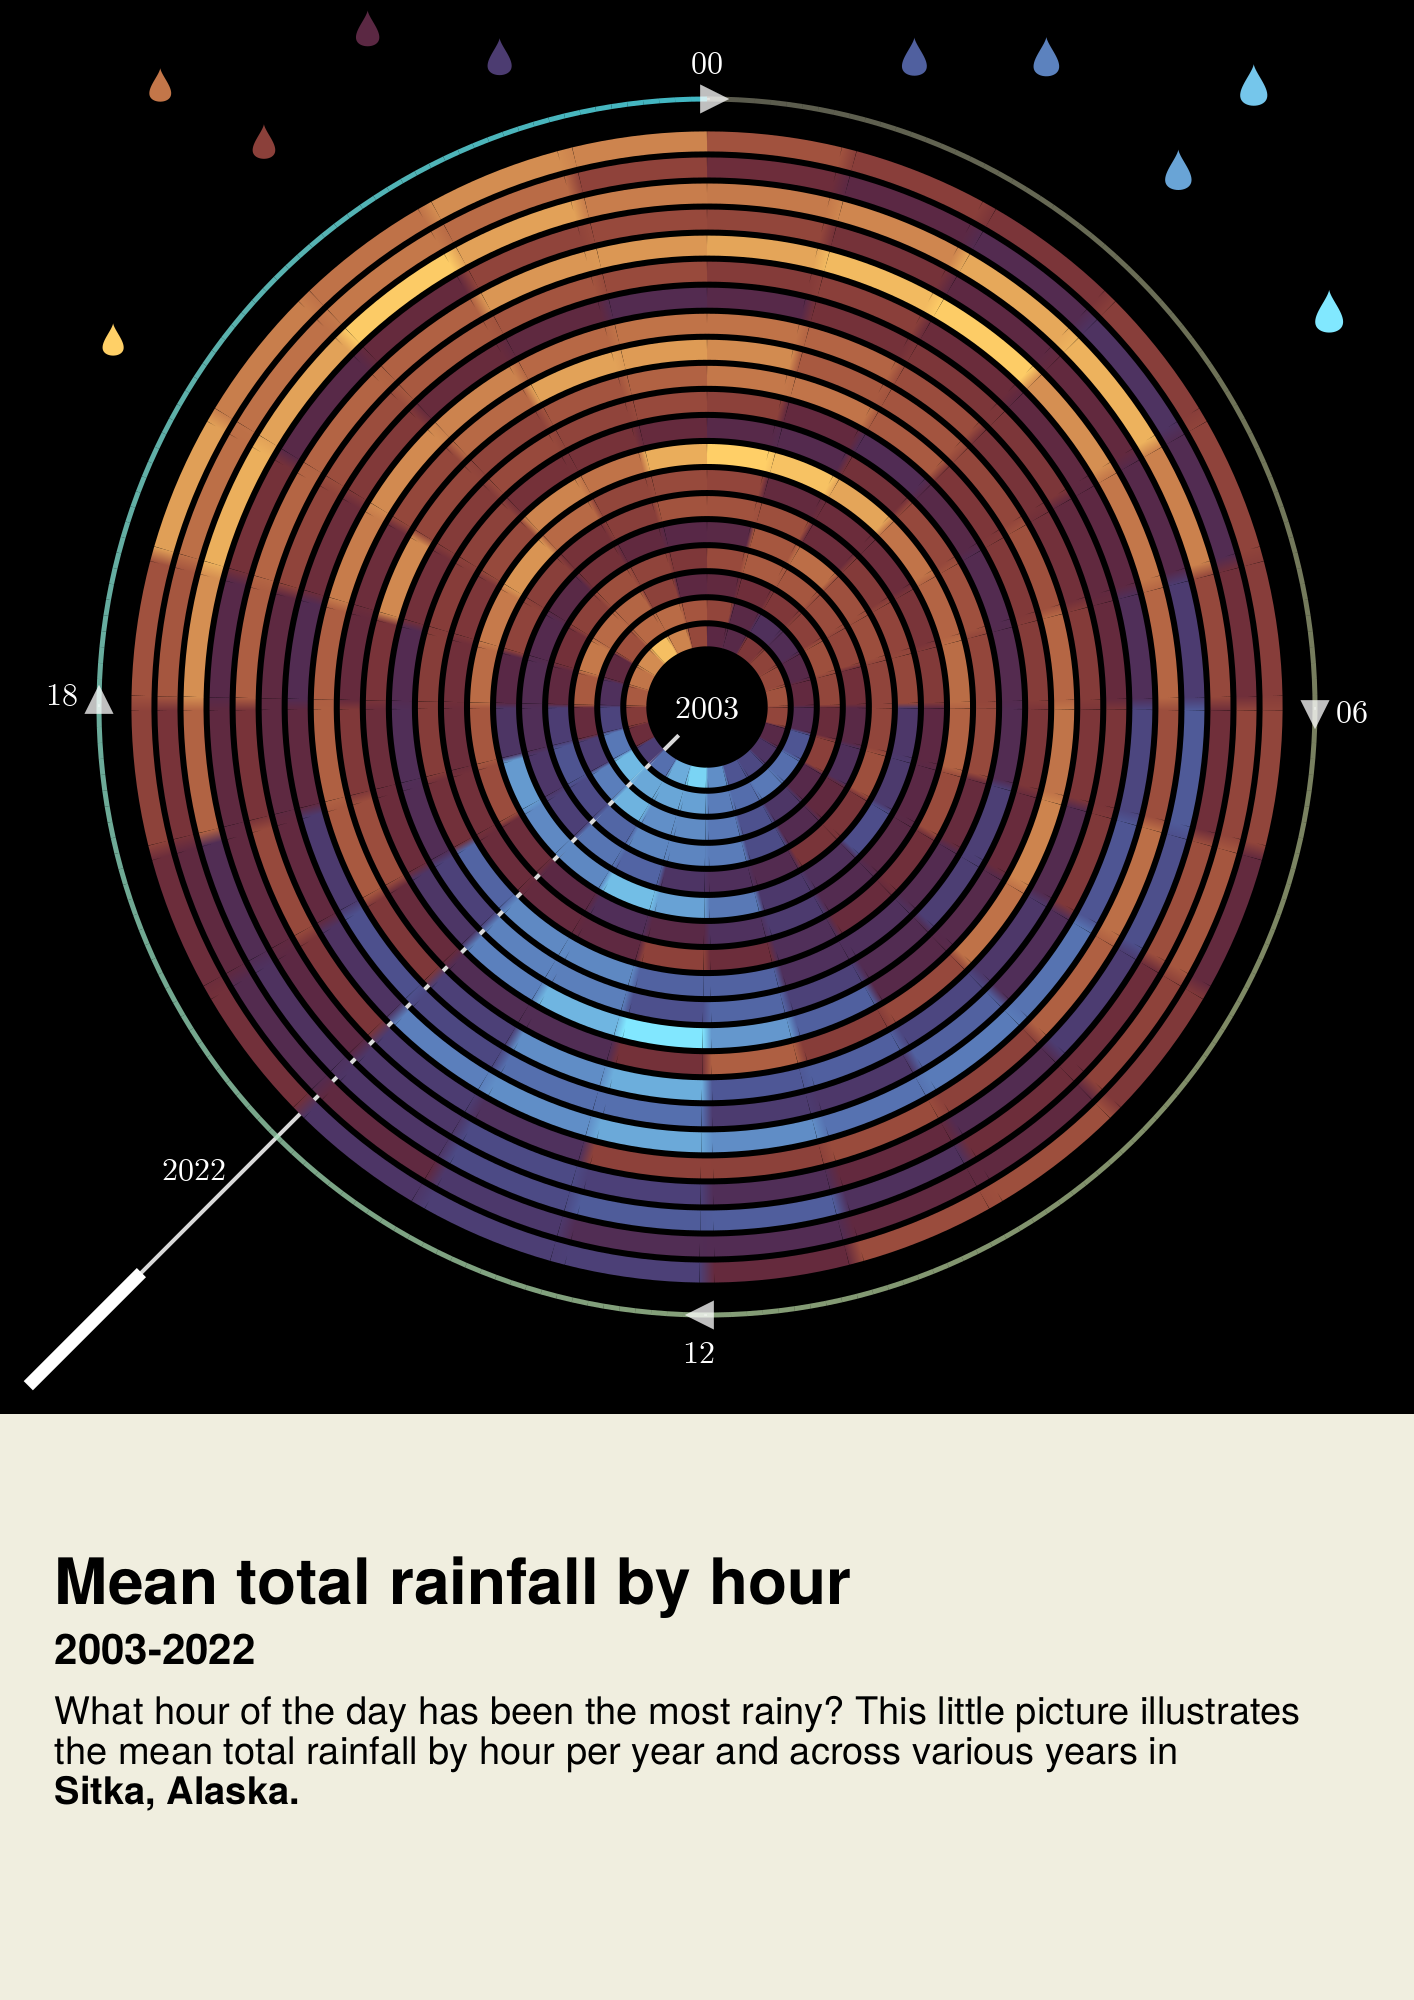 00
18
2003
06
2022
12
Mean total rainfall by hour
2003-2022
What hour of the day has been the most rainy? This little picture illustrates
the mean total rainfall by hour per year and across various years in
Sitka, Alaska.